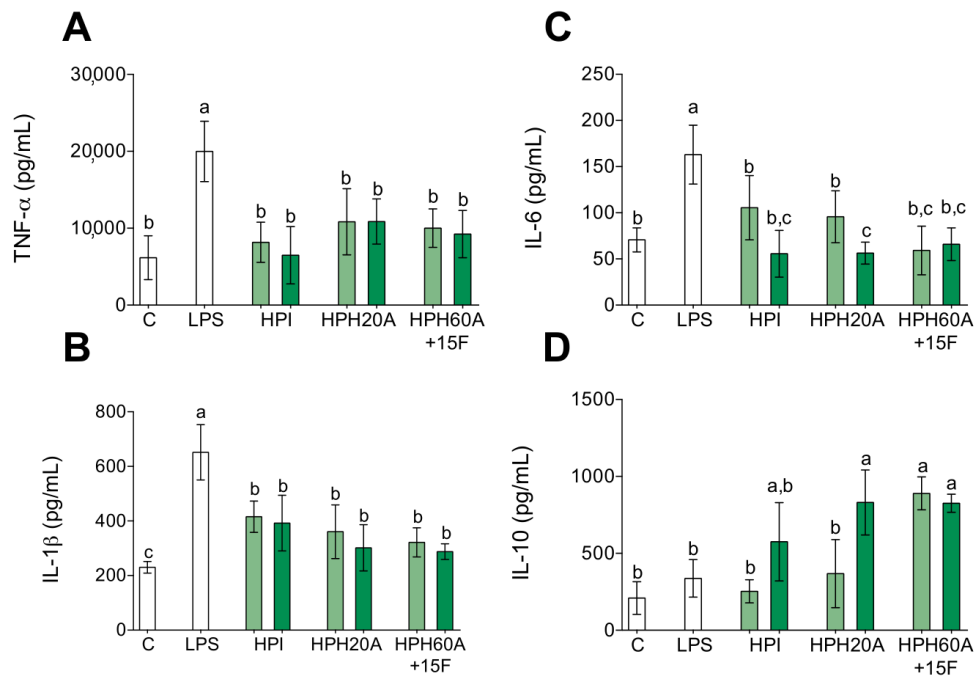 A
TNF-α (pg/mL)
30,000
20,000
10,000
0
b
a
b
b
b
b
b
b
C
LPS
HPI
HPH20A
HPH60A
+15F
C
IL-6 (pg/mL)
250
200
150
100
50
0
b
a
b
b,c
b
c
b,c
b,c
C
LPS
HPI
HPH20A
HPH60A
+15F
B
IL-1β (pg/mL)
800
600
400
200
0
c
a
b
b
b
b
b
b
C
LPS
HPI
HPH20A
HPH60A
+15F
D
IL-10 (pg/mL)
1500
1000
500
0
b
b
b
a,b
b
a
a
a
C
LPS
HPI
HPH20A
HPH60A
+15F